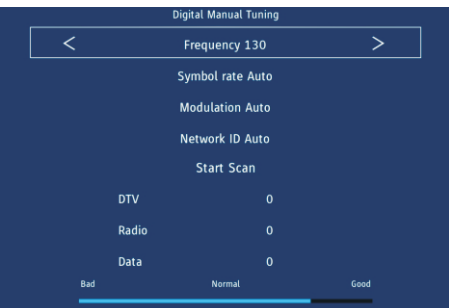 Digital Manual Tuning
< Frequency 130 >
Symbol rate Auto
Modulation Auto
Network ID Auto
Start Scan
DTV 0
Radio 0
Data 0
Bad Normal Good